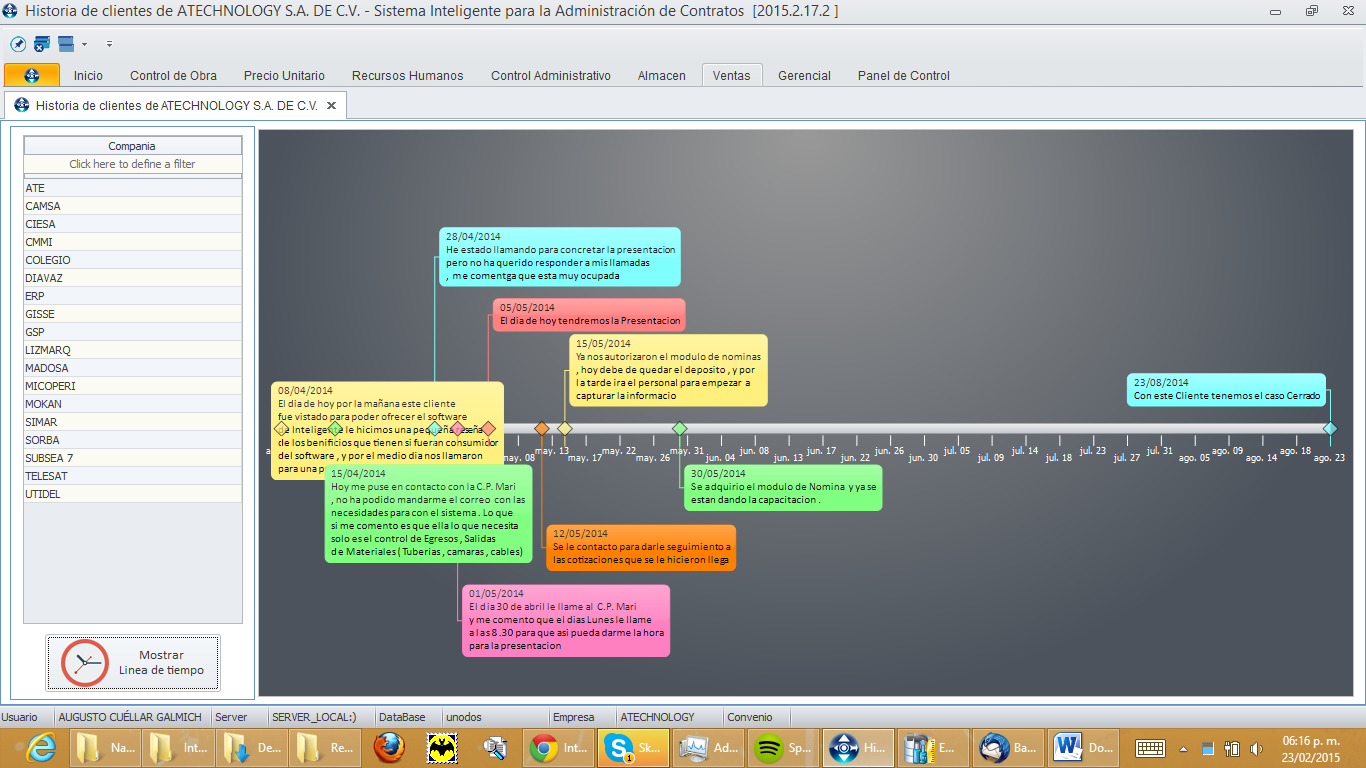 Historia de clientes de ATECHNOLOGY S.A. DE C.V. - Sistema Inteligente para la Administración de Contratos [2015.2.17.2 ]
Inicio Control de Obra Precio Unitario Recursos Humanos Control Administrativo Almacen Ventas Gerencial Panel de Control
Historia de clientes de ATECHNOLOGY S.A. DE C.V.
Compania
Click here to define a filter
ATE
CAMSA
CIESA
CMMI
COLEGIO
DIAVAZ
ERP
GISSE
GSP
LIZMARQ
MADOSA
MICOPERI
MOKAN
SIMAR
SORBA
SUBSEA 7
TELESAT
UTIDEL
Mostrar
Linea de tiempo
28/04/2014
He estado llamando para concretar la presentacion
pero no ha querido responder a mis llamadas
, me comentga que esta muy ocupada
05/05/2014
El dia de hoy tendremos la Presentacion
15/05/2014
Ya nos autorizaron el modulo de nominas
, hoy debe de quedar el deposito , y por
la tarde ira el personal para empezar a
capturar la informacio
23/08/2014
Con este Cliente tenemos el caso Cerrado
08/04/2014
El dia de hoy por la mañana este cliente
fue vistado para poder ofrecer el software
de Inteligente le hicimos una pequeña reseña
de los benificios que tienen si fueran consumidor
del software , y por el medio dia nos llamaron
para una p
may. 08 may. 13 may. 17 may. 22 may. 26 may. 31 jun. 04 jun. 08 jun. 13 jun. 17 jun. 22 jun. 26 jun. 30 jul. 05 jul. 09 jul. 14 jul. 18 jul. 23 jul. 27 jul. 31 ago. 05 ago. 09 ago. 14 ago. 18 ago. 23
15/04/2014
Hoy me puse en contacto con la C.P. Mari
, no ha podido mandarme el correo con las
necesidades para con el sistema . Lo que
si me comento es que ella lo que necesita
solo es el control de Egresos , Salidas
de Materiales ( Tuberias , camaras , cables)
30/05/2014
Se adquirio el modulo de Nomina y ya se
estan dando la capacitacion .
12/05/2014
Se le contacto para darle seguimiento a
las cotizaciones que se le hicieron llega
01/05/2014
El dia 30 de abril le llame al C.P. Mari
y me comento que el dias Lunes le llame
a las 8 .30 para que asi pueda darme la hora
para la presentacion
Usuario AUGUSTO CUÉLLAR GALMICH Server SERVER_LOCAL:) DataBase unodos Empresa ATECHNOLOGY Convenio
Na... Int... De... Re... Int... Sk... 1 Ad... Sp... Hi... E... Ba... Do...
06:16 p. m.
23/02/2015